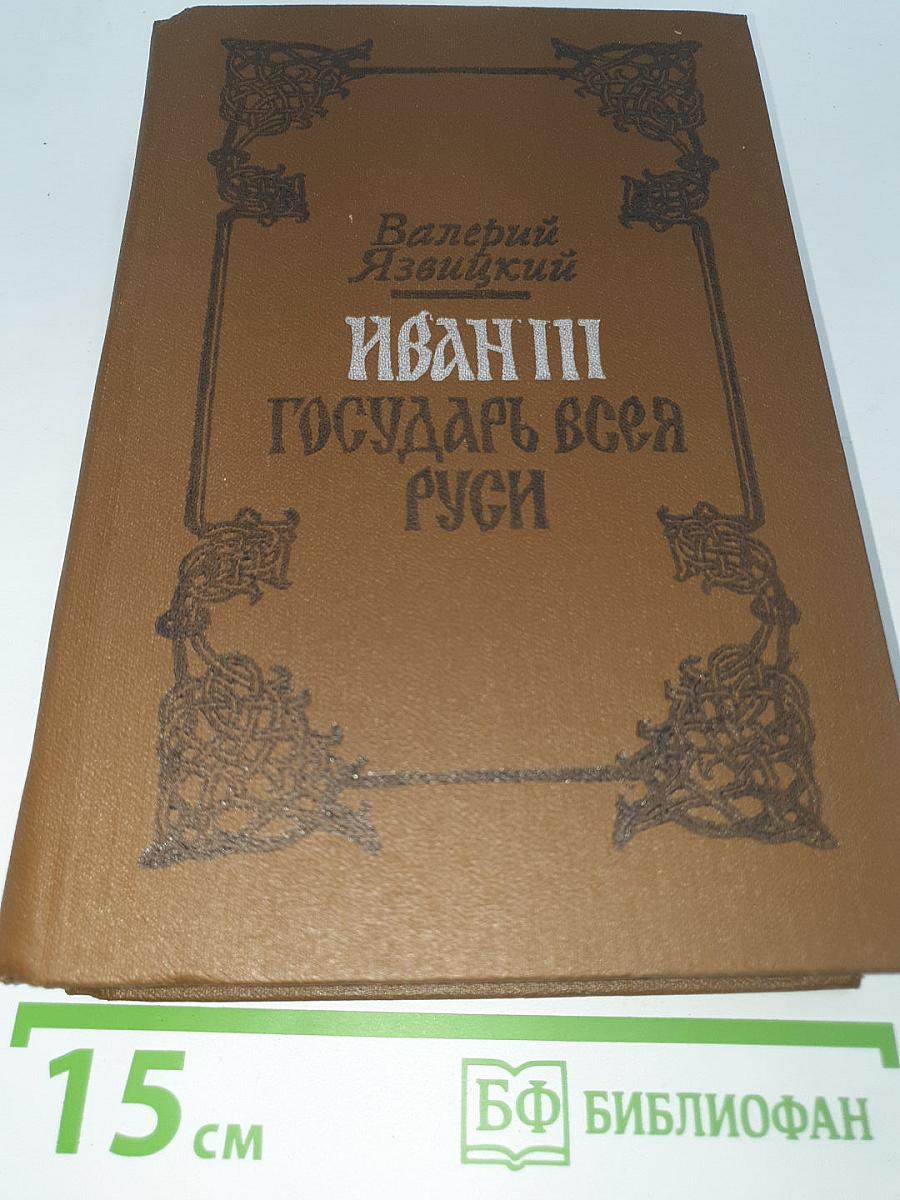 Валерий
Язвицкий
ИВАН III
ГОСУДАРЬ ВСЕЯ
РУСИ
15 см
БФ БИБЛИОФАН